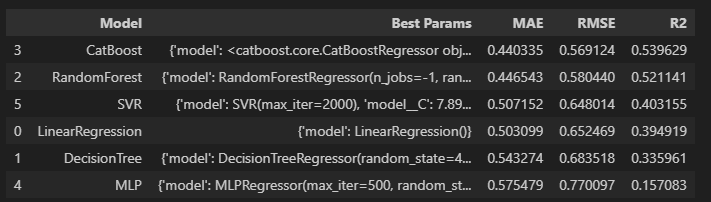 Model Best Params MAE RMSE R2
3 CatBoost {'model': <catboost.core.CatBoostRegressor obj... 0.440335 0.569124 0.539629
2 RandomForest {'model': RandomForestRegressor(n_jobs=-1, ran... 0.446543 0.580440 0.521141
5 SVR {'model': SVR(max_iter=2000), 'model__C': 7.89... 0.507152 0.648014 0.403155
0 LinearRegression {'model': LinearRegression()} 0.503099 0.652469 0.394919
1 DecisionTree {'model': DecisionTreeRegressor(random_state=4... 0.543274 0.683518 0.335961
4 MLP {'model': MLPRegressor(max_iter=500, random_st... 0.575479 0.770097 0.157083